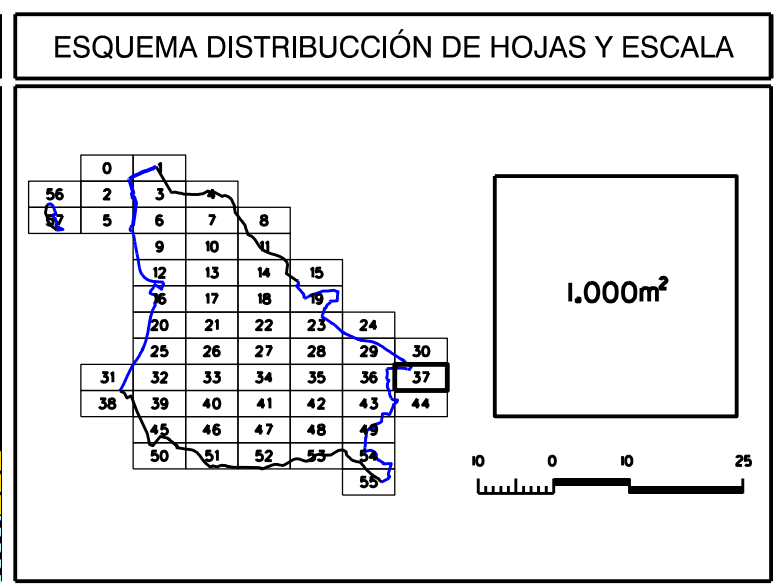 ESQUEMA DISTRIBUCCIÓN DE HOJAS Y ESCALA
0 1
56 2 3 4
57 5 6 7 8
9 10 11
12 13 14 15
16 17 18 19
20 21 22 23 24
25 26 27 28 29 30
31 32 33 34 35 36 37
38 39 40 41 42 43 44
45 46 47 48 49
50 51 52 53 54
55
1.000m²
10 0 10 25